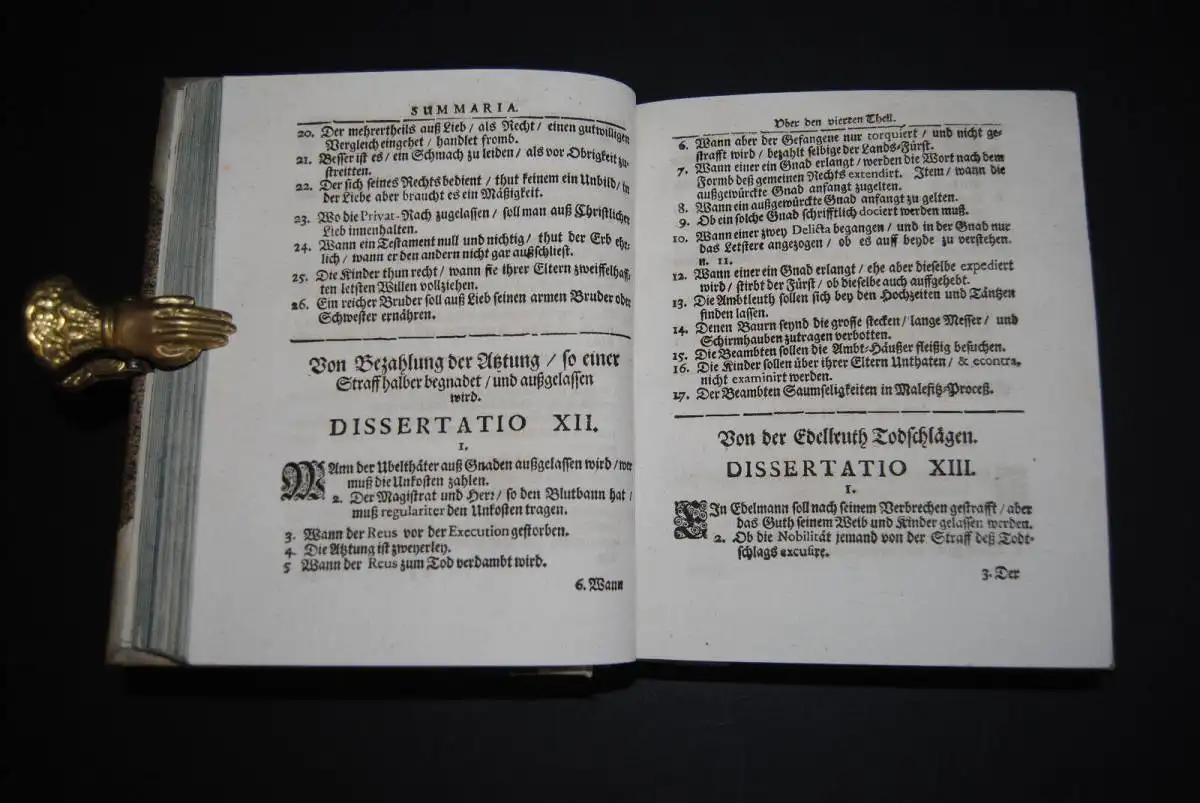 SUMMARIA.
20. Der mehrertheils auß Lieb / als Recht / einen gutwilligen
Vergleich eingehet / handlet fromb.
21. Besser ist es / ein Schmach zu leiden / als vor Obrigkeit zu-
streitten.
22. Der sich seines Rechts bedient / thut keinem ein Unbild / in
der Liebe aber braucht es ein Mäßigkeit.
23. Wo die Privat-Rach zugelassen / soll man auß Christlicher
Lieb innenhalten.
24. Wann ein Testament null und nichtig / thut der Erb ehr-
lich / wann er den andern nicht gar außschliest.
25. Die Kinder thun recht / wann sie ihrer Eltern zweiffelhaff-
ten letsten Willen vollziehen.
26. Ein reicher Bruder soll auß Lieb seinen armen Bruder oder
Schwester ernähren.
Von Bezahlung der Atzung / so einer
Straff halber begnadet / und außgelassen
wird.
DISSERTATIO XII.
1.
WAnn der Ubelthäter auß Gnaden außgelassen wird / wer
muß die Unkosten zahlen.
2. Der Magistrat und Herr / so den Blutbann hat /
muß regulariter den Unkosten tragen.
3. Wann der Reus vor der Execution gestorben.
4. Die Atzung ist zweyerley.
5 Wann der Reus zum Tod verdambt wird.
6. Wann
Vber den vierten Theil.
6. Wann aber der Gefangene nur torquiert / und nicht ge-
strafft wird / bezahlt selbige der Lands-Fürst.
7. Wann einer ein Gnad erlangt / werden die Wort nach dem
Formb deß gemeinen Rechts extendirt. Item / wann die
außgewürckte Gnad anfangt zugelten.
8. Wann ein außgewürckte Gnad anfangt zu gelten.
9. Ob ein solche Gnad schrifftlich dociert werden muß.
10. Wann einer zwey Delicta begangen / und in der Gnad nur
das Letstere angezogen / ob es auff beyde zu verstehen.
n. 11.
12. Wann einer ein Gnad erlangt / ehe aber dieselbe expediert
wird / stirbt der Fürst / ob dieselbe auch auffgehebt.
13. Die Ambtleuth sollen sich bey den Hochzeiten und Täntzen
finden lassen.
14. Denen Baurn seynd die grosse stecken / lange Messer / und
Schirmhauben zutragen verbotten.
15. Die Beambten sollen die Ambt-Häußer fleißig besuchen.
16. Die Kinder sollen über ihrer Eltern Unthaten / & econtra,
nicht examinirt werden.
17. Der Beambten Saumseligkeiten in Malefitz-Proceß.
Von der Edelleuth Todschlägen.
DISSERTATIO XIII.
1.
EIn Edelmann soll nach seinem Verbrechen gestrafft / aber
das Guth seinem Weib und Kinder gelassen werden.
2. Ob die Nobilität jemand von der Straff deß Todt-
schlags excusire.
3. Der